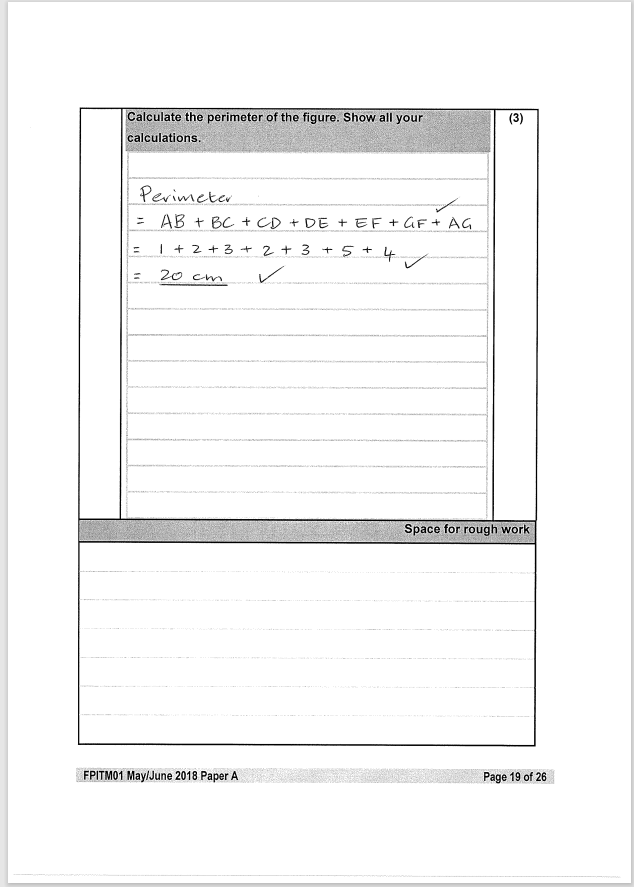 Calculate the perimeter of the figure. Show all your
calculations.
(3)
Perimeter
= AB + BC + CD + DE + EF + GF + AG
= 1 + 2 + 3 + 2 + 3 + 5 + 4
= 20 cm
Space for rough work
FPITM01 May/June 2018 Paper A
Page 19 of 26